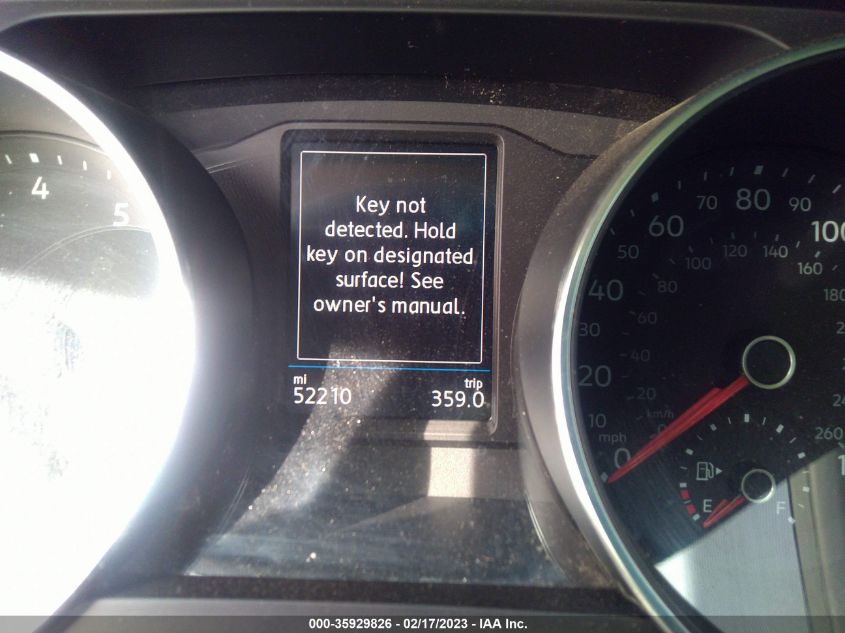 4
5
Key not
detected. Hold
key on designated
surface! See
owner's manual.
mi
trip
52210
359.0
80
70
90
60
100
120
140
50
100
160
80
180
40
60
30
40
20
20
10
km/h
mph
0
0
260
E
F
000-35929826 - 02/17/2023 - IAA Inc.